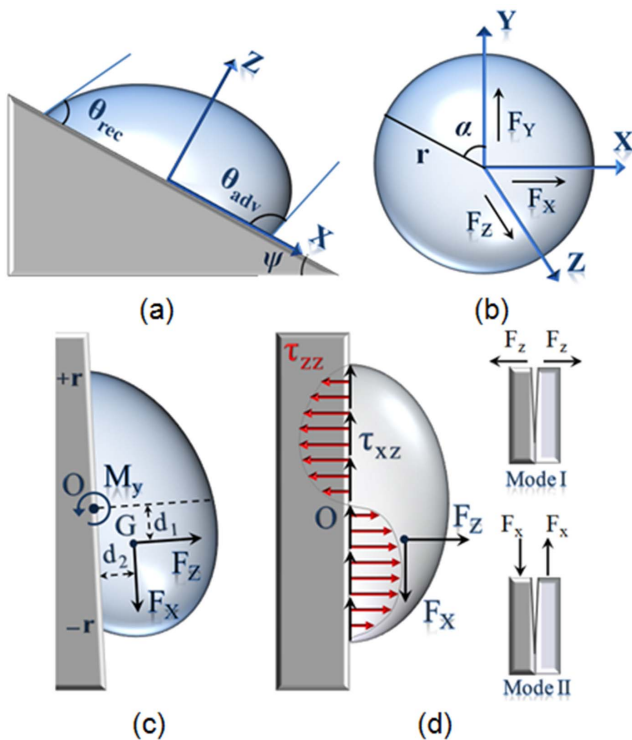 Z
θrec
θadv
X
ψ
(a)
Y
α
FY
r
X
FX
FZ
Z
(b)
+r
O
My
G
d1
d2
Fz
Fx
-r
(c)
τzz
τxz
O
Fz
Fx
(d)
Fz Fz
Mode I
Fx Fx
Mode II